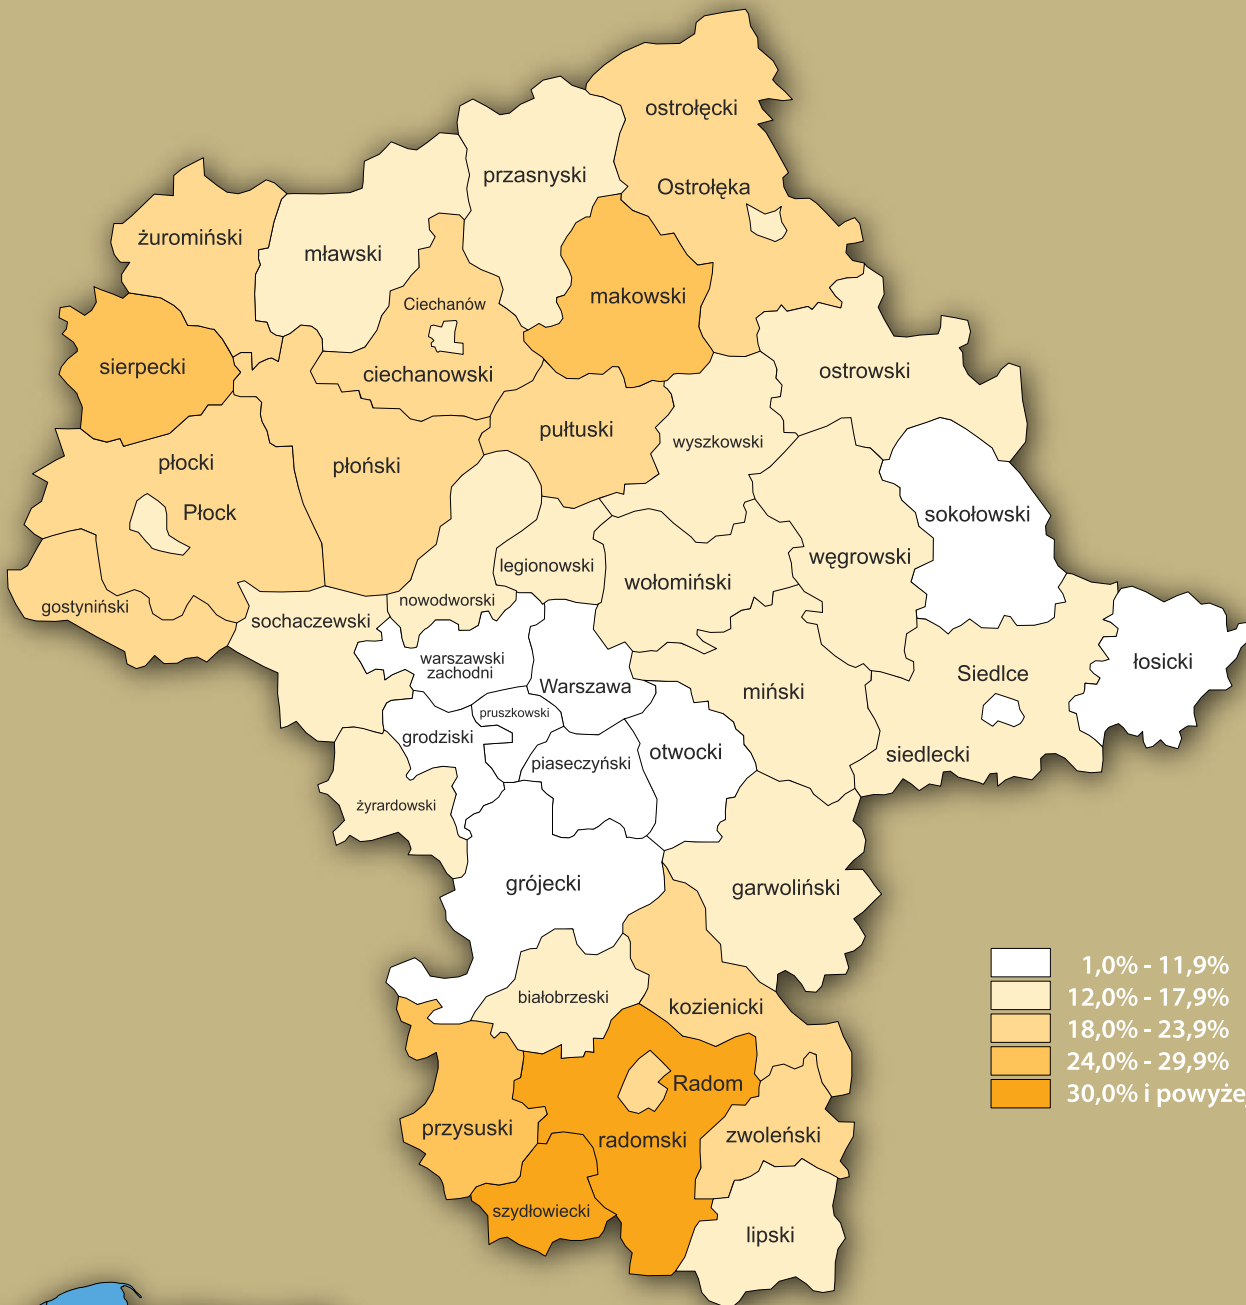 ostrołęcki
przasnyski
Ostrołęka
żuromiński
mławski
makowski
Ciechanów
sierpecki
ciechanowski
ostrowski
pułtuski
wyszkowski
płocki
płoński
Płock
sokołowski
węgrowski
legionowski
wołomiński
nowodworski
gostyniński
sochaczewski
warszawski
zachodni
łosicki
Siedlce
Warszawa
miński
pruszkowski
grodziski
otwocki
siedlecki
piaseczyński
żyrardowski
grójecki
garwoliński
białobrzeski
kozienicki
Radom
przysuski
radomski
zwoleński
szydłowiecki
lipski
1,0% - 11,9%
12,0% - 17,9%
18,0% - 23,9%
24,0% - 29,9%
30,0% i powyżej